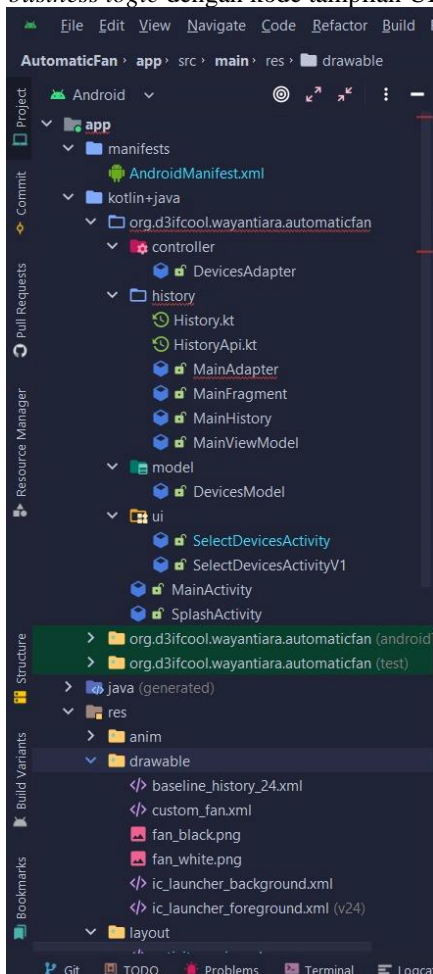 business logic dengan kode tampilan UI
File Edit View Navigate Code Refactor Build
AutomaticFan › app › src › main › res › drawable
Project
Commit
Pull Requests
Resource Manager
Structure
Build Variants
Bookmarks
Android
app
manifests
AndroidManifest.xml
kotlin+java
org.d3ifcool.wayantiara.automaticfan
controller
DevicesAdapter
history
History.kt
HistoryApi.kt
MainAdapter
MainFragment
MainHistory
MainViewModel
model
DevicesModel
ui
SelectDevicesActivity
SelectDevicesActivityV1
MainActivity
SplashActivity
org.d3ifcool.wayantiara.automaticfan (android
org.d3ifcool.wayantiara.automaticfan (test)
java (generated)
res
anim
drawable
baseline_history_24.xml
custom_fan.xml
fan_black.png
fan_white.png
ic_launcher_background.xml
ic_launcher_foreground.xml (v24)
layout
Git TODO Problems Terminal Logcat